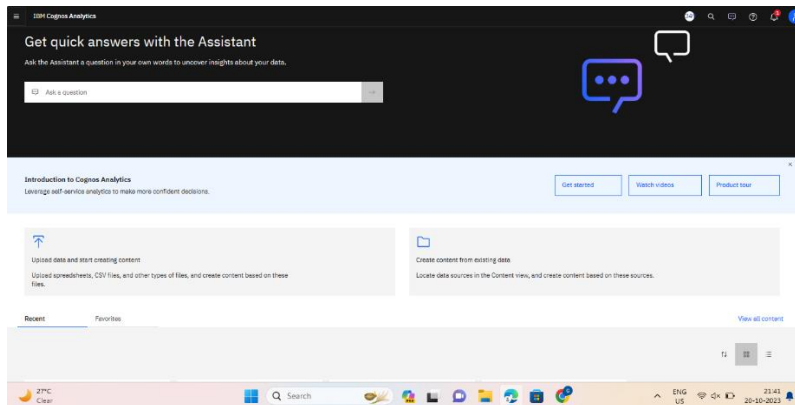 IBM Cognos Analytics
Get quick answers with the Assistant
Ask the Assistant a question in your own words to uncover insights about your data.
Ask a question
Introduction to Cognos Analytics
Leverage self-service analytics to make more confident decisions.
Get started
Watch videos
Product tour
Upload data and start creating content
Upload spreadsheets, CSV files, and other types of files, and create content based on these
files.
Create content from existing data
Locate data sources in the Content view, and create content based on these sources.
Recent
Favorites
View all content
27°C
Clear
Search
ENG
US
21:41
20-10-2023